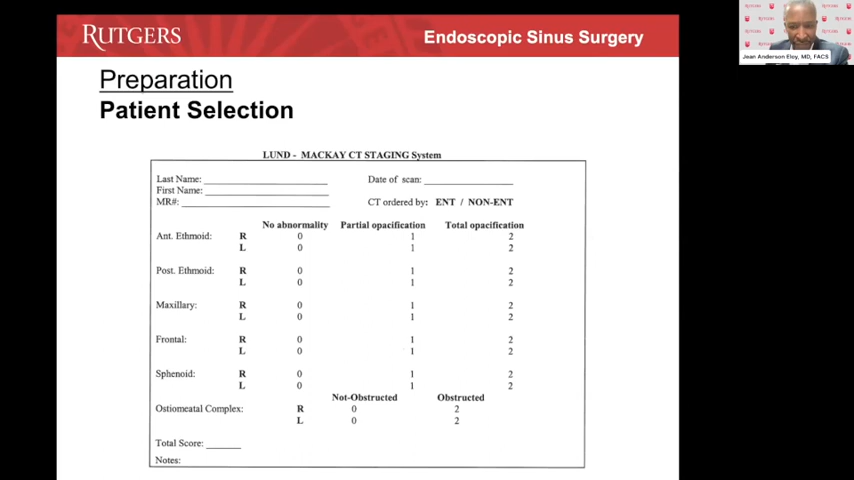 RUTGERS
Endoscopic Sinus Surgery
Jean Anderson Eloy, MD, FACS
Preparation
Patient Selection
LUND - MACKAY CT STAGING System
Last Name: Date of scan:
First Name:
MR#: CT ordered by: ENT / NON-ENT
No abnormality Partial opacification Total opacification
Ant. Ethmoid: R 0 1 2
L 0 1 2
Post. Ethmoid: R 0 1 2
L 0 1 2
Maxillary: R 0 1 2
L 0 1 2
Frontal: R 0 1 2
L 0 1 2
Sphenoid: R 0 1 2
L 0 1 2
Not-Obstructed Obstructed
Ostiomeatal Complex: R 0 2
L 0 2
Total Score:
Notes: